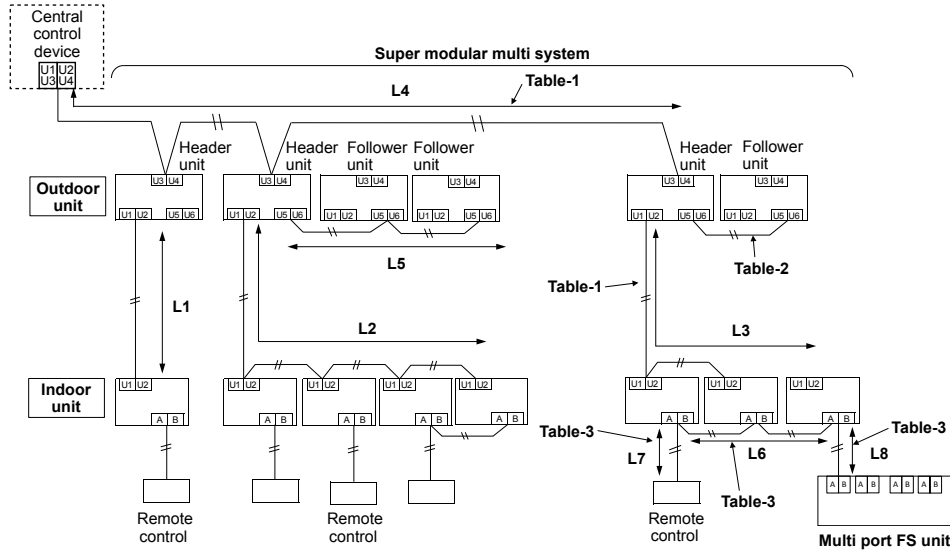 Central
control
device
U1 U2
U3 U4
Super modular multi system
L4
Table-1
Header
unit
Header
unit
Follower
unit
Follower
unit
Header
unit
Follower
unit
Outdoor
unit
U3 U4
U1 U2
U5 U6
U3 U4
U1 U2
U5 U6
U3 U4
U1 U2
U5 U6
U3 U4
U1 U2
U5 U6
U3 U4
U1 U2
U5 U6
U3 U4
U1 U2
U5 U6
L5
Table-2
Table-1
L1
L2
L3
Indoor
unit
U1 U2
A B
U1 U2
A B
U1 U2
A B
U1 U2
A B
U1 U2
A B
U1 U2
A B
U1 U2
A B
U1 U2
A B
Table-3
L7
L6
Table-3
L8
Table-3
A B
A B
A B
A B
Remote
control
Remote
control
Remote
control
Multi port FS unit